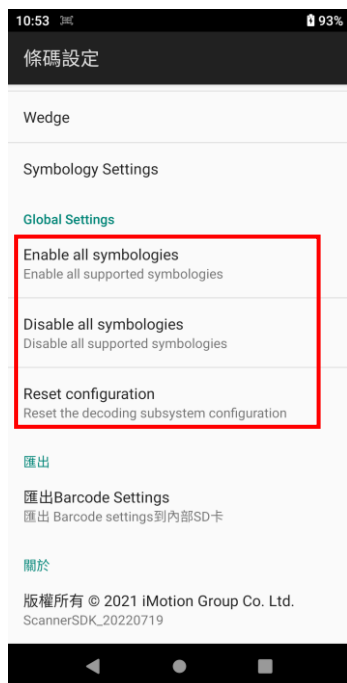 10:53 93%
條碼設定
Wedge
Symbology Settings
Global Settings
Enable all symbologies
Enable all supported symbologies
Disable all symbologies
Disable all supported symbologies
Reset configuration
Reset the decoding subsystem configuration
匯出
匯出Barcode Settings
匯出 Barcode settings到內部SD卡
關於
版權所有 © 2021 iMotion Group Co. Ltd.
ScannerSDK_20220719